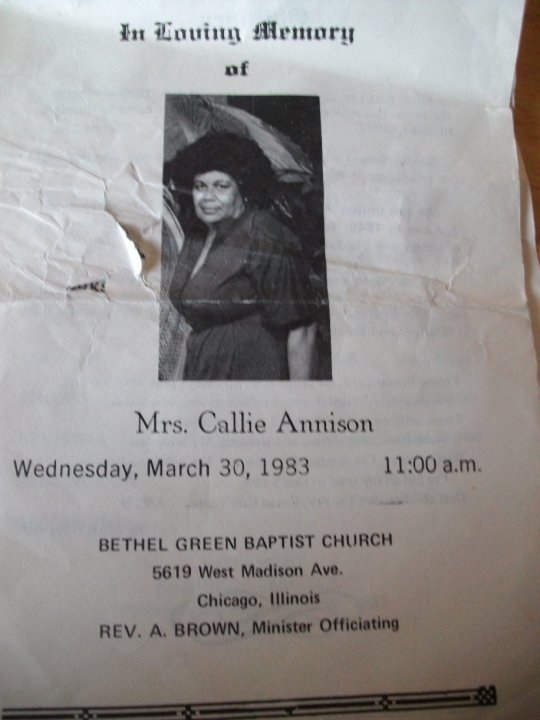 In Loving Memory
of
Mrs. Callie Annison
Wednesday, March 30, 1983 11:00 a.m.
BETHEL GREEN BAPTIST CHURCH
5619 West Madison Ave.
Chicago, Illinois
REV. A. BROWN, Minister Officiating